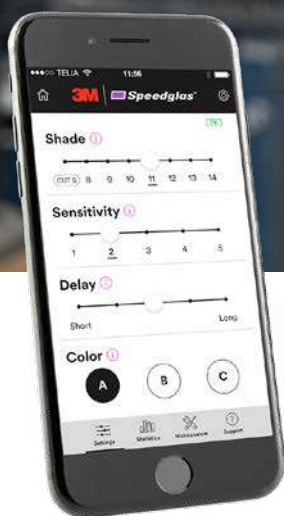 TELIA 11:56
3M Speedglas
Shade
CUT 5 8 9 10 11 12 13 14
Sensitivity
1 2 3 4 5
Delay
Short Long
Color
A B C
Settings Statistics Maintenance Support